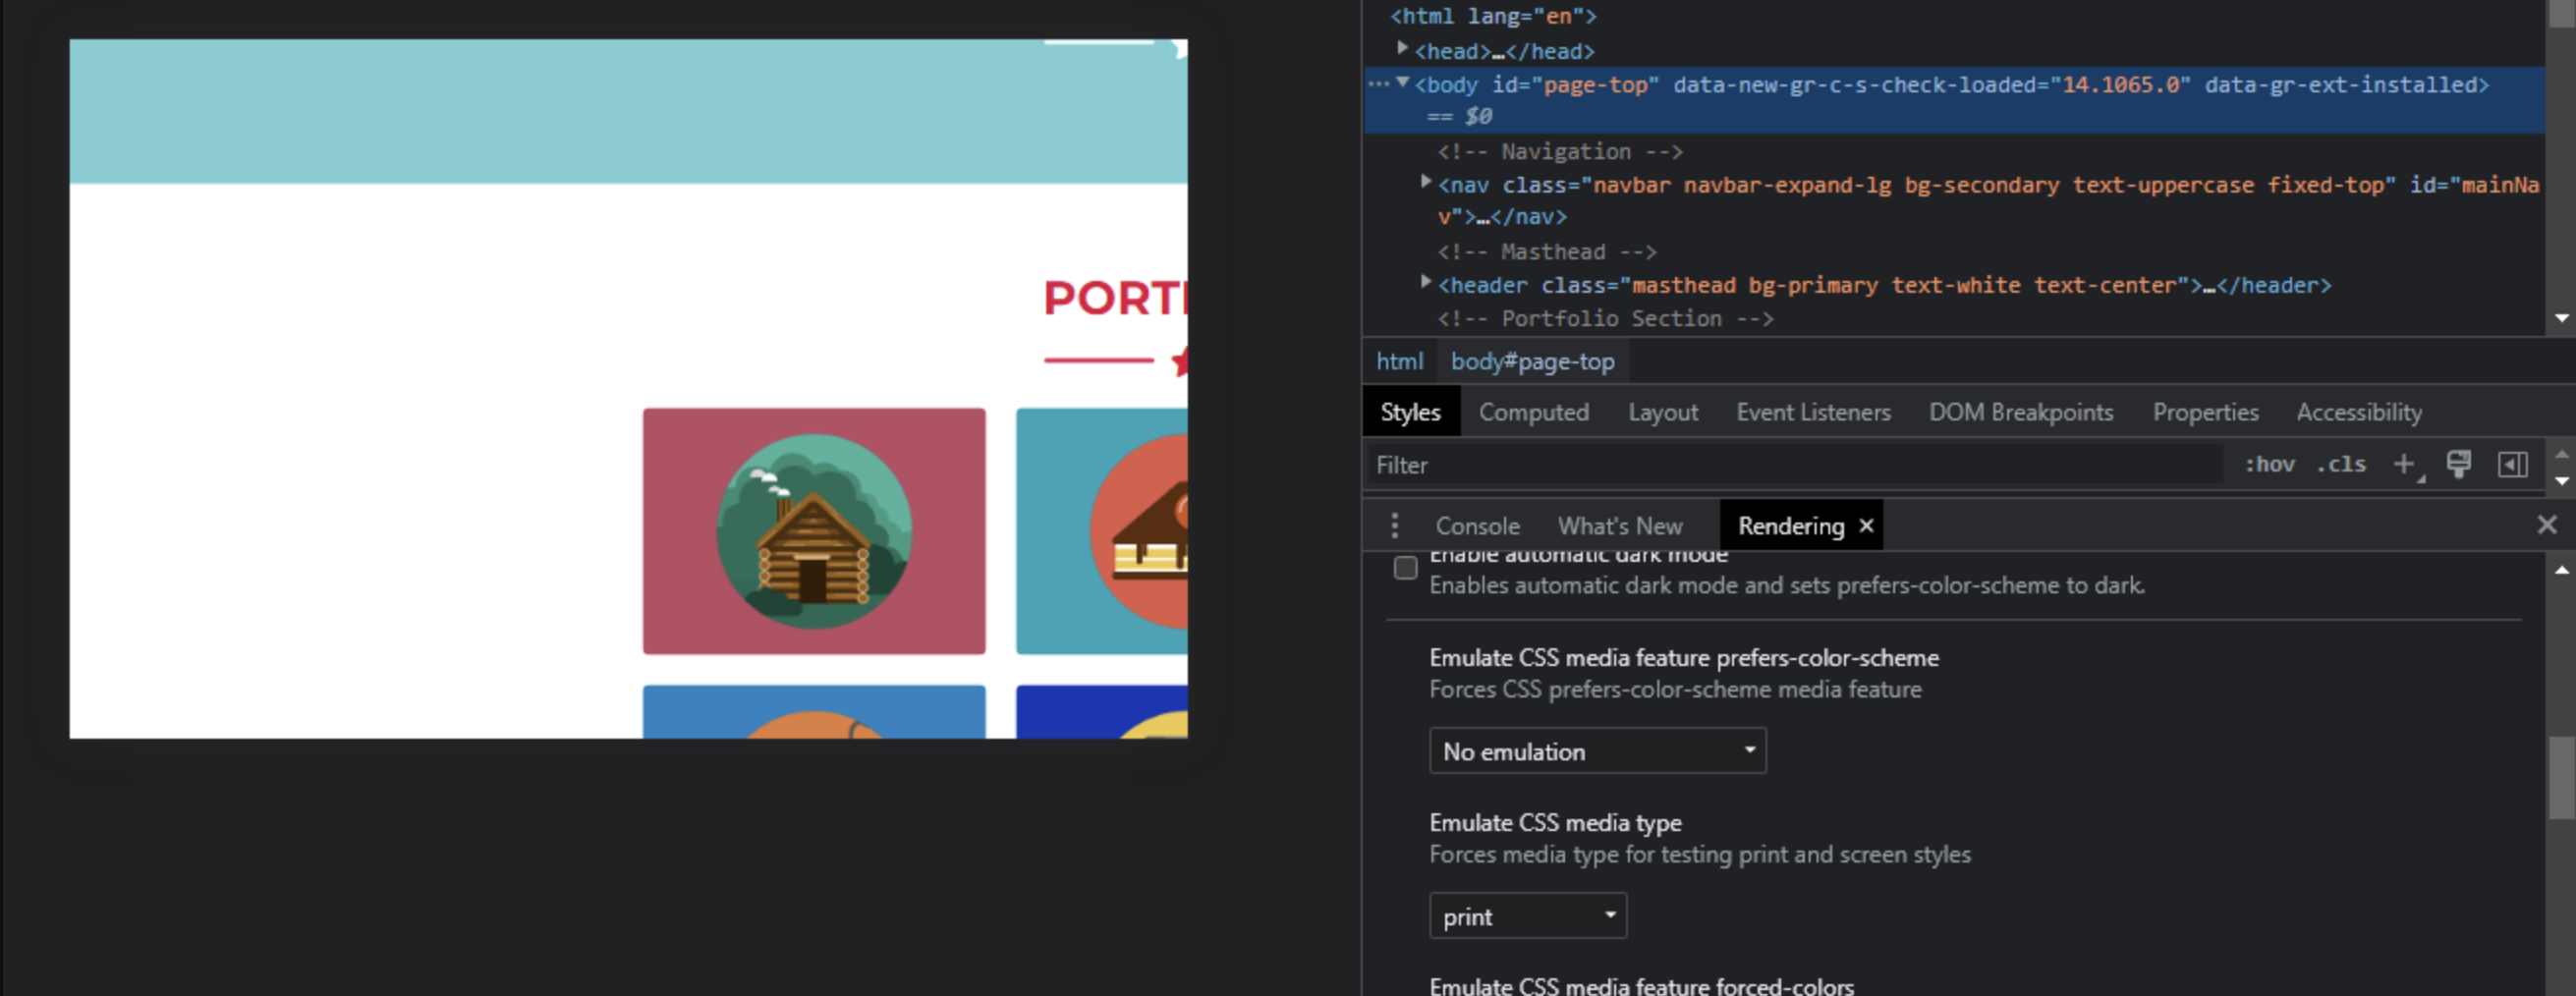 PORT
<html lang="en">
<head>…</head>
<body id="page-top" data-new-gr-c-s-check-loaded="14.1065.0" data-gr-ext-installed>
== $0
<!-- Navigation -->
<nav class="navbar navbar-expand-lg bg-secondary text-uppercase fixed-top" id="mainNa
v">…</nav>
<!-- Masthead -->
<header class="masthead bg-primary text-white text-center">…</header>
<!-- Portfolio Section -->
html body#page-top
Styles Computed Layout Event Listeners DOM Breakpoints Properties Accessibility
Filter :hov .cls
Console What's New Rendering
Enable automatic dark mode
Enables automatic dark mode and sets prefers-color-scheme to dark.
Emulate CSS media feature prefers-color-scheme
Forces CSS prefers-color-scheme media feature
No emulation
Emulate CSS media type
Forces media type for testing print and screen styles
print
Emulate CSS media feature forced-colors